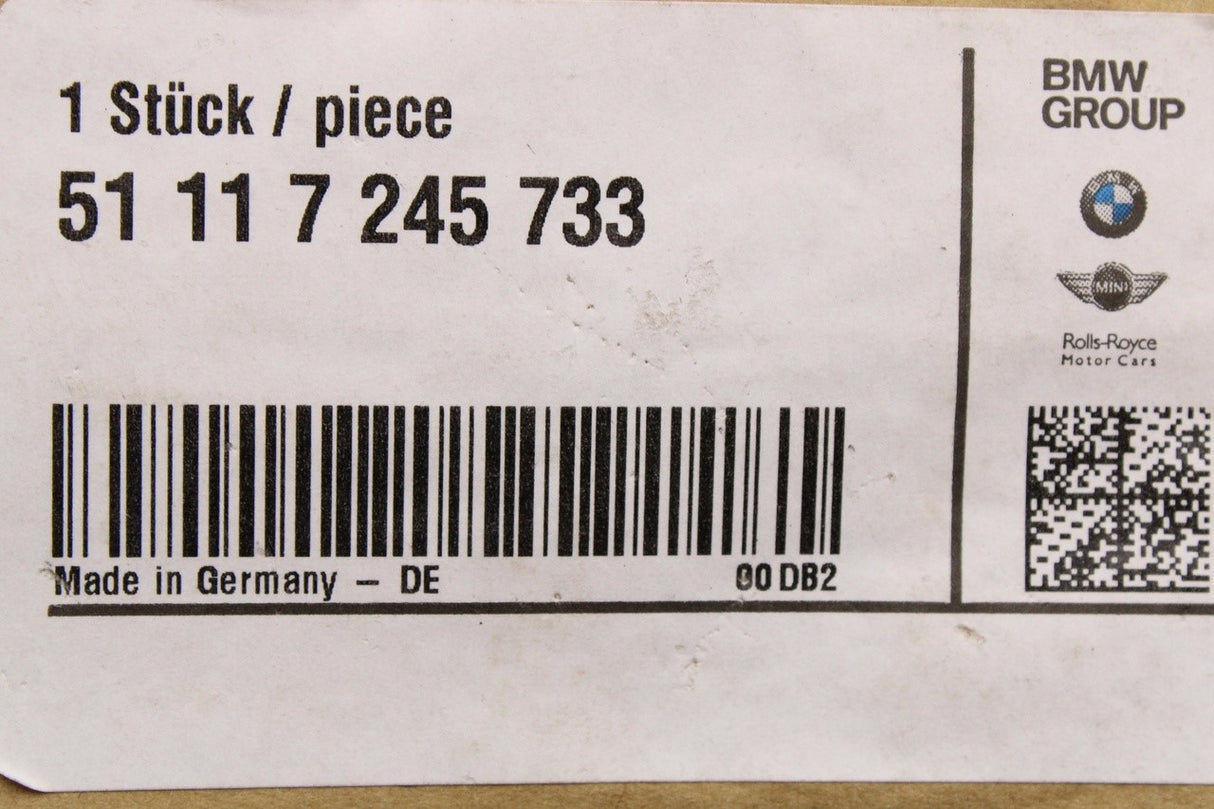 1 Stück / piece
51 11 7 245 733
Made in Germany – DE
00 DB2
BMW
GROUP
BMW
MINI
Rolls-Royce
Motor Cars